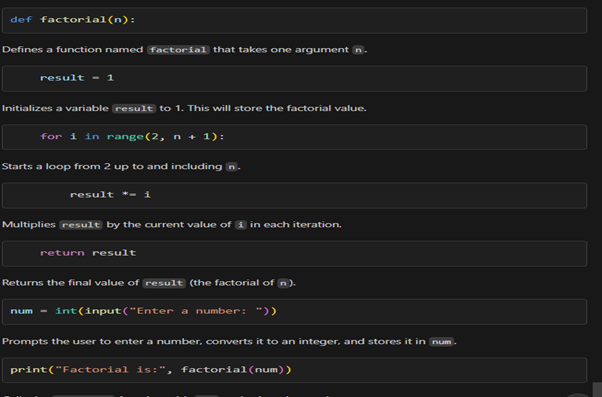 def factorial(n):
Defines a function named factorial that takes one argument n.
result = 1
Initializes a variable result to 1. This will store the factorial value.
for i in range(2, n + 1):
Starts a loop from 2 up to and including n.
result *= i
Multiplies result by the current value of i in each iteration.
return result
Returns the final value of result (the factorial of n).
num = int(input("Enter a number: "))
Prompts the user to enter a number, converts it to an integer, and stores it in num.
print("Factorial is:", factorial(num))